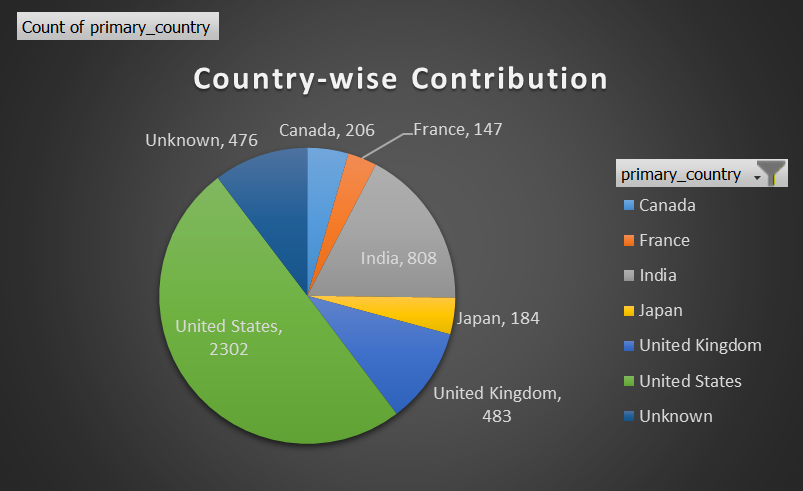 Count of primary_country
Country-wise Contribution
Unknown, 476
Canada, 206
France, 147
India, 808
Japan, 184
United Kingdom,
483
United States,
2302
primary_country
Canada
France
India
Japan
United Kingdom
United States
Unknown